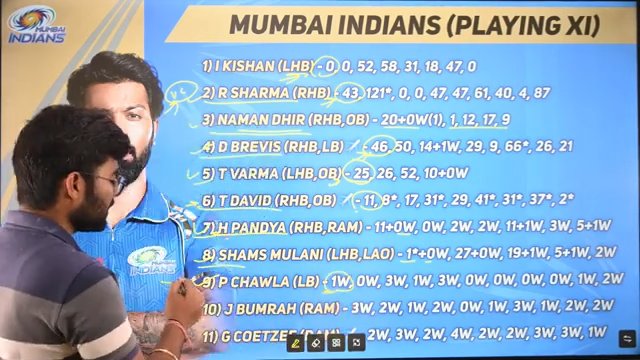 MUMBAI INDIANS
MUMBAI INDIANS (PLAYING XI)
1) I KISHAN (LHB) - 0, 0, 52, 58, 31, 18, 47, 0
2) R SHARMA (RHB) - 43, 121*, 0, 0, 47, 47, 61, 40, 4, 87
3) NAMAN DHIR (RHB,OB) - 20+0W(1), 1, 12, 17, 9
4) D BREVIS (RHB,LB) - 46, 50, 14+1W, 29, 9, 66*, 26, 21
5) T VARMA (LHB,OB) - 25, 26, 52, 10+0W
6) T DAVID (RHB,OB) - 11, 8*, 17, 31*, 29, 41*, 31*, 37*, 2*
7) H PANDYA (RHB,RAM) - 11+0W, 0W, 2W, 2W, 11+1W, 3W, 5+1W
8) SHAMS MULANI (LHB,LAO) - 1*+0W, 27+0W, 19+1W, 5+1W, 2W
9) P CHAWLA (LB) - 1W, 0W, 3W, 1W, 3W, 0W, 0W, 0W, 0W, 1W, 2W
10) J BUMRAH (RAM) - 3W, 2W, 1W, 2W, 0W, 1W, 3W, 1W, 2W, 2W
11) G COETZEE (RAM) - 2W, 3W, 2W, 4W, 2W, 2W, 3W, 3W, 1W
MUMBAI INDIANS